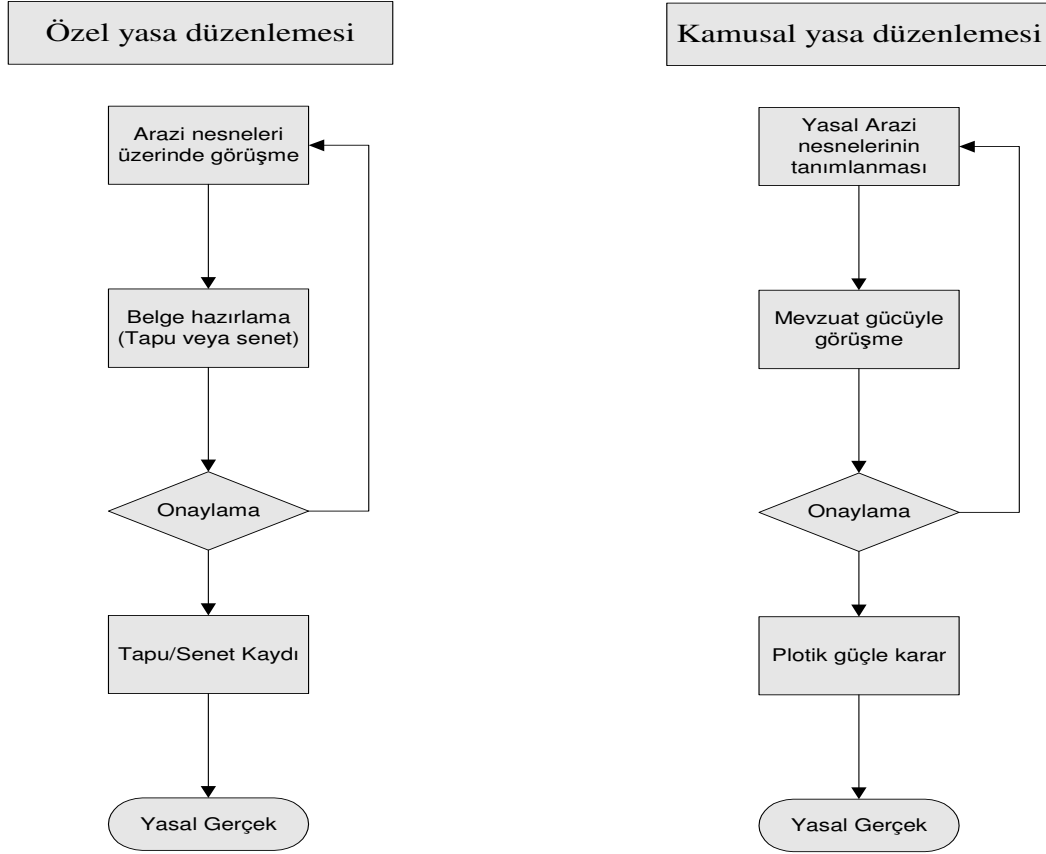 Özel yasa düzenlemesi
Arazi nesneleri
üzerinde görüşme
Belge hazırlama
(Tapu veya senet)
Onaylama
Tapu/Senet Kaydı
Yasal Gerçek
Kamusal yasa düzenlemesi
Yasal Arazi
nesnelerinin
tanımlanması
Mevzuat gücüyle
görüşme
Onaylama
Plotik güçle karar
Yasal Gerçek